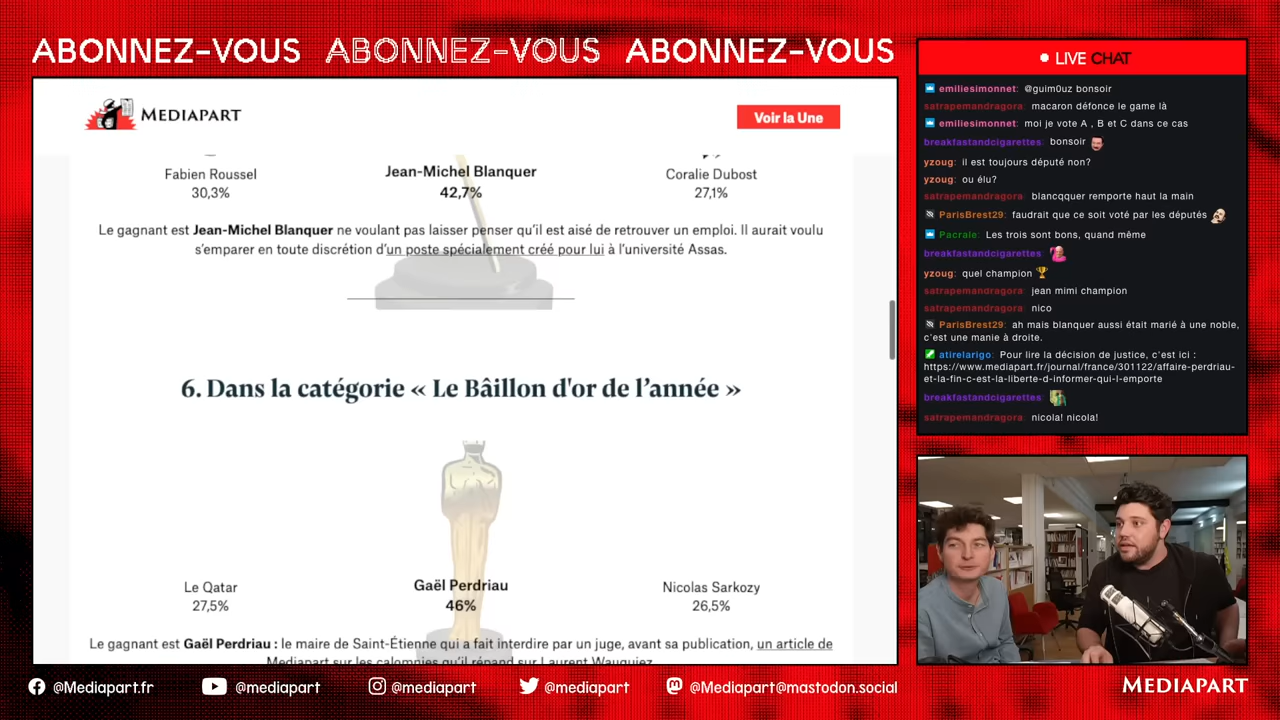 ABONNEZ-VOUS ABONNEZ-VOUS ABONNEZ-VOUS
MEDIAPART
Voir la Une
Fabien Roussel
30,3%
Jean-Michel Blanquer
42,7%
Coralie Dubost
27,1%
Le gagnant est Jean-Michel Blanquer ne voulant pas laisser penser qu’il est aisé de retrouver un emploi. Il aurait voulu
s’emparer en toute discrétion d’un poste spécialement créé pour lui à l’université Assas.
6. Dans la catégorie « Le Bâillon d'or de l’année »
Le Qatar
27,5%
Gaël Perdriau
46%
Nicolas Sarkozy
26,5%
Le gagnant est Gaël Perdriau : le maire de Saint-Étienne qui a fait interdire par un juge, avant sa publication, un article de
Mediapart sur les calomnies qu’il répand sur Laurent Wauquiez.
LIVE CHAT
emiliesimonnet: @guim0uz bonsoir
satrapemandragora: macaron défonce le game là
emiliesimonnet: moi je vote A , B et C dans ce cas
breakfastandcigarettes: bonsoir
yzoug: il est toujours député non?
yzoug: ou élu?
satrapemandragora: blancqquer remporte haut la main
ParisBrest29: faudrait que ce soit voté par les députés
Pacrale: Les trois sont bons, quand même
breakfastandcigarettes:
yzoug: quel champion
satrapemandragora: jean mimi champion
satrapemandragora: nico
ParisBrest29: ah mais blanquer aussi était marié à une noble,
c'est une manie à droite.
atirelarigo: Pour lire la décision de justice, c'est ici :
https://www.mediapart.fr/journal/france/301122/affaire-perdriau-
et-la-fin-c-est-la-liberte-d-informer-qui-l-emporte
breakfastandcigarettes:
satrapemandragora: nicola! nicola!
@Mediapart.fr
@mediapart
@mediapart
@mediapart
@Mediapart@mastodon.social
MEDIAPART